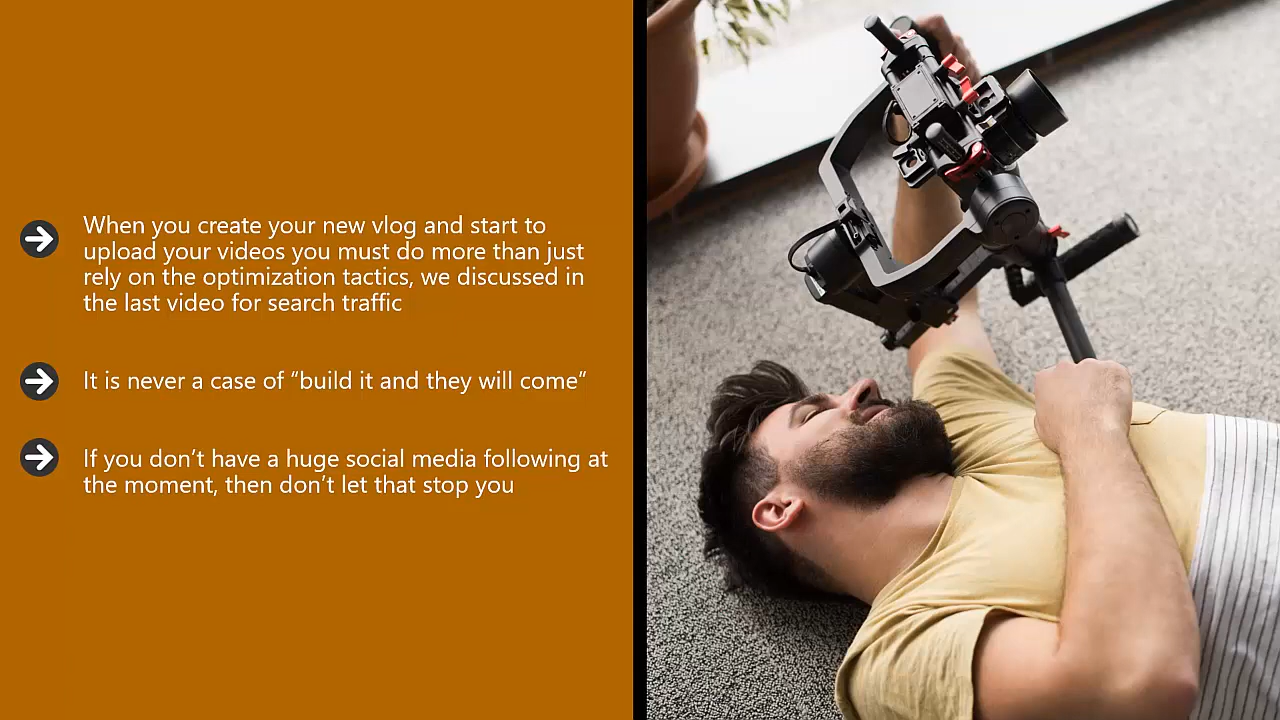 When you create your new vlog and start to
upload your videos you must do more than just
rely on the optimization tactics, we discussed in
the last video for search traffic
It is never a case of “build it and they will come”
If you don’t have a huge social media following at
the moment, then don’t let that stop you